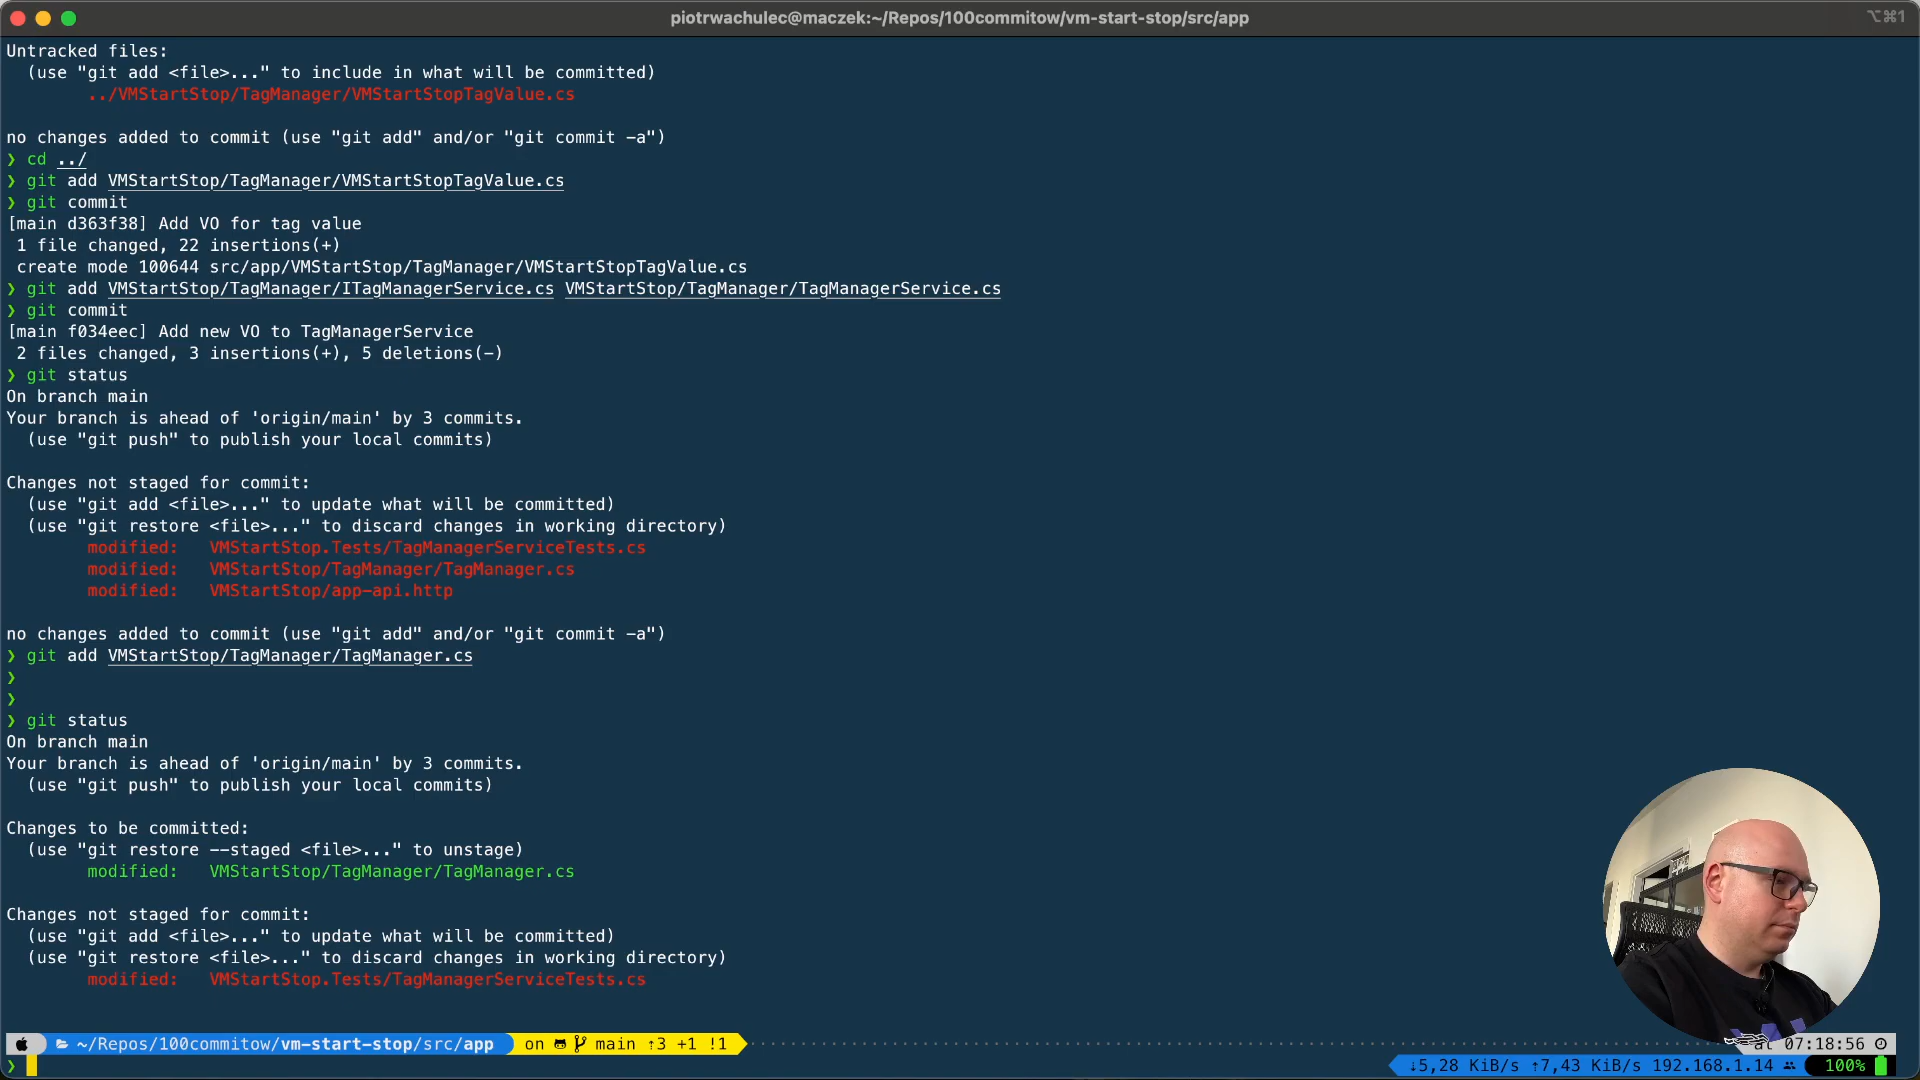 piotrwachulec@maczek:~/Repos/100commitow/vm-start-stop/src/app
⌥⌘1
Untracked files:
  (use "git add <file>..." to include in what will be committed)
        ../VMStartStop/TagManager/VMStartStopTagValue.cs
no changes added to commit (use "git add" and/or "git commit -a")
❯ cd ../
❯ git add VMStartStop/TagManager/VMStartStopTagValue.cs
❯ git commit
[main d363f38] Add VO for tag value
 1 file changed, 22 insertions(+)
 create mode 100644 src/app/VMStartStop/TagManager/VMStartStopTagValue.cs
❯ git add VMStartStop/TagManager/ITagManagerService.cs VMStartStop/TagManager/TagManagerService.cs
❯ git commit
[main f034eec] Add new VO to TagManagerService
 2 files changed, 3 insertions(+), 5 deletions(-)
❯ git status
On branch main
Your branch is ahead of 'origin/main' by 3 commits.
  (use "git push" to publish your local commits)
Changes not staged for commit:
  (use "git add <file>..." to update what will be committed)
  (use "git restore <file>..." to discard changes in working directory)
        modified:   VMStartStop.Tests/TagManagerServiceTests.cs
        modified:   VMStartStop/TagManager/TagManager.cs
        modified:   VMStartStop/app-api.http
no changes added to commit (use "git add" and/or "git commit -a")
❯ git add VMStartStop/TagManager/TagManager.cs
❯
❯
❯ git status
On branch main
Your branch is ahead of 'origin/main' by 3 commits.
  (use "git push" to publish your local commits)
Changes to be committed:
  (use "git restore --staged <file>..." to unstage)
        modified:   VMStartStop/TagManager/TagManager.cs
Changes not staged for commit:
  (use "git add <file>..." to update what will be committed)
  (use "git restore <file>..." to discard changes in working directory)
        modified:   VMStartStop.Tests/TagManagerServiceTests.cs
~/Repos/100commitow/vm-start-stop/src/app on main ↑3 +1 !1 at 07:18:56
❯ ↓5,28 KiB/s ↑7,43 KiB/s 192.168.1.14 100%